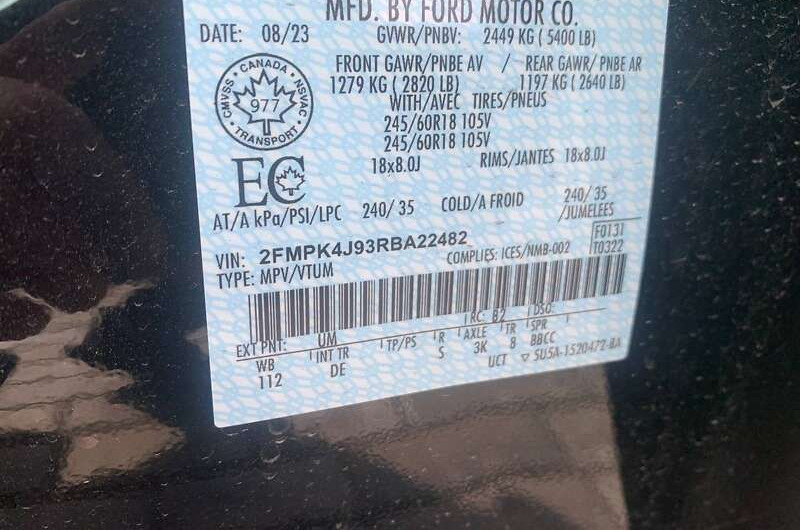 MFD. BY FORD MOTOR CO.
DATE: 08/23 GVWR/PNBV: 2449 KG ( 5400 LB)
FRONT GAWR/PNBE AV / REAR GAWR/ PNBE AR
1279 KG ( 2820 LB) 1197 KG ( 2640 LB)
WITH/AVEC TIRES/PNEUS
245/60R18 105V
245/60R18 105V
18x8.0J RIMS/JANTES 18x8.0J
CANADA
CMVSS NSVAC
977
TRANSPORT
EC
AT/A kPa/PSI/LPC 240/ 35 COLD/A FROID 240/ 35
/JUMELEES
VIN: 2FMPK4J93RBA22482 F0131
TYPE: MPV/VTUM COMPLIES: ICES/NMB-002 T0322
EXT PNT: UM RC: B2 DSO:
WB INT TR TP/PS R AXLE TR SPR
112 DE S 3K 8 BBCC
UCT ▽ SU5A-1520472-BA